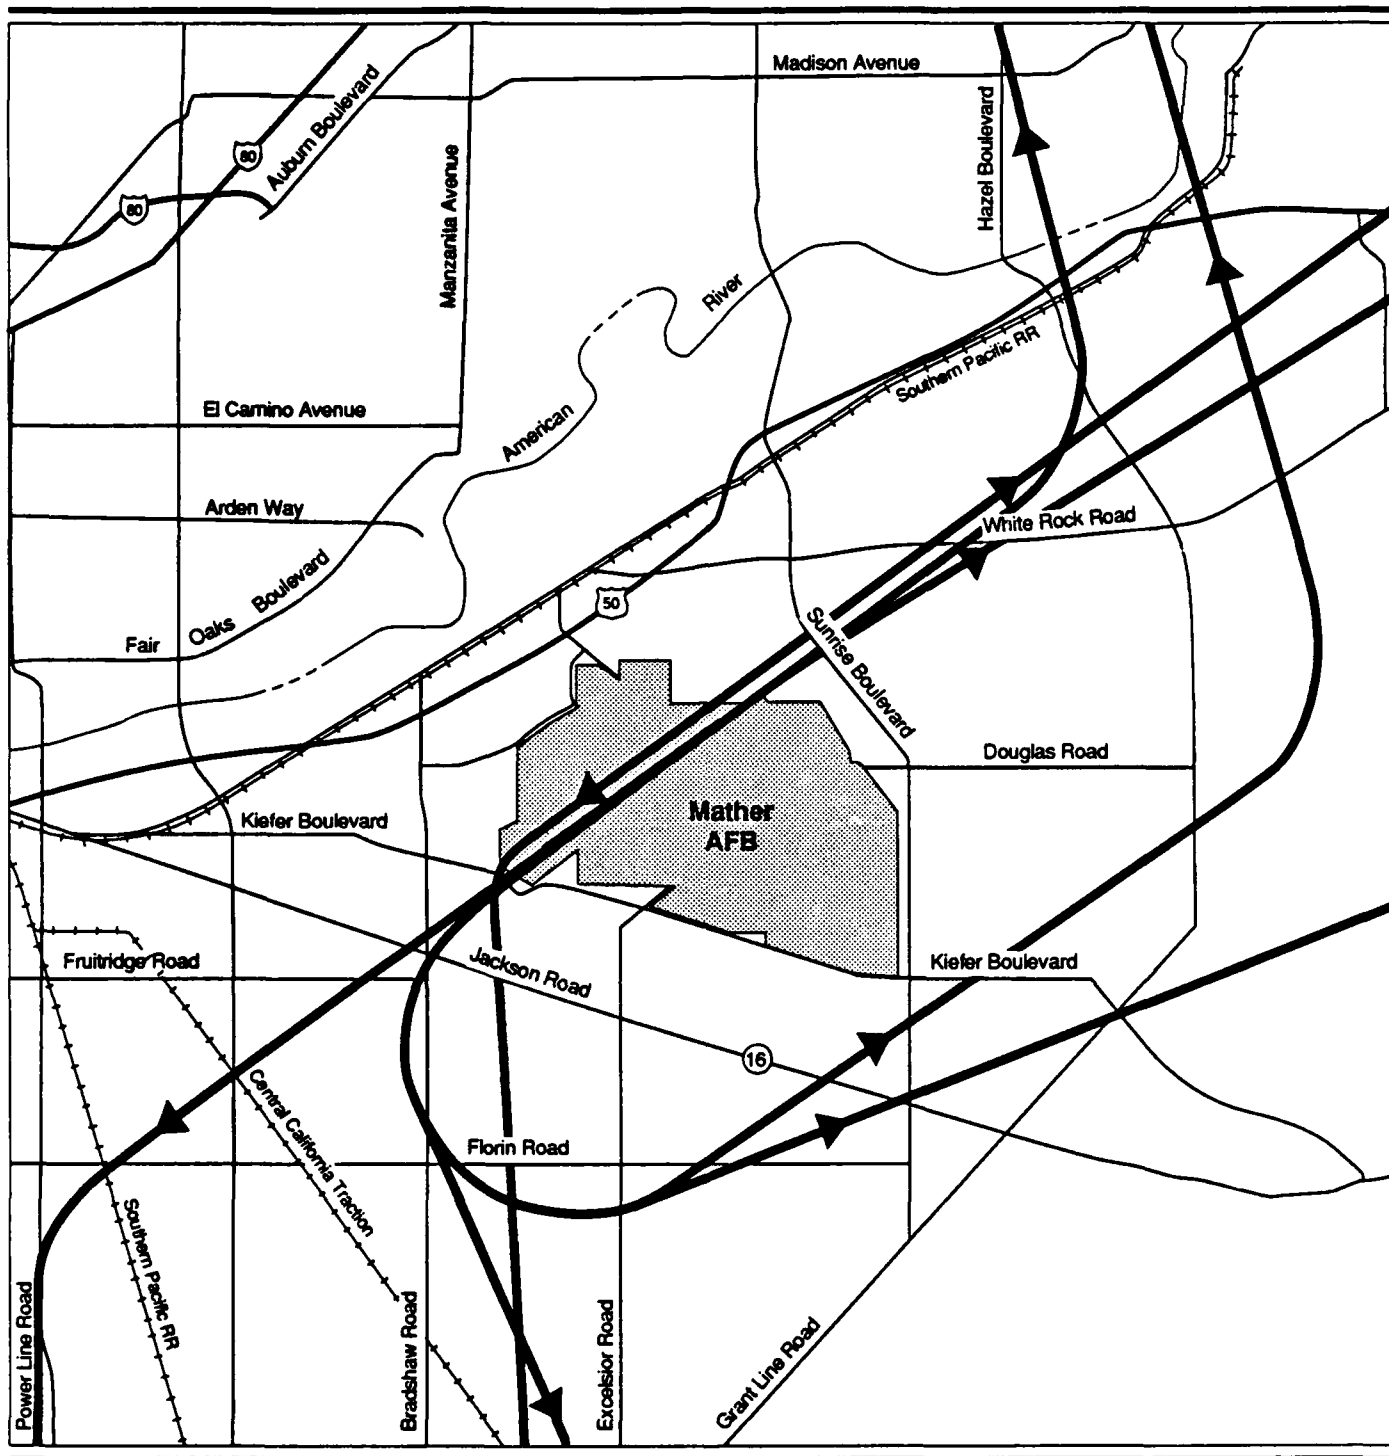 Madison Avenue
Auburn Boulevard
80
80
Manzanita Avenue
Hazel Boulevard
River
Southern Pacific RR
El Camino Avenue
American
Arden Way
White Rock Road
Fair Oaks Boulevard
50
Sunrise Boulevard
Douglas Road
Mather
AFB
Kiefer Boulevard
Fruitridge Road
Jackson Road
Kiefer Boulevard
16
Central California Traction
Florin Road
Southern Pacific RR
Power Line Road
Bradshaw Road
Excelsior Road
Grant Line Road